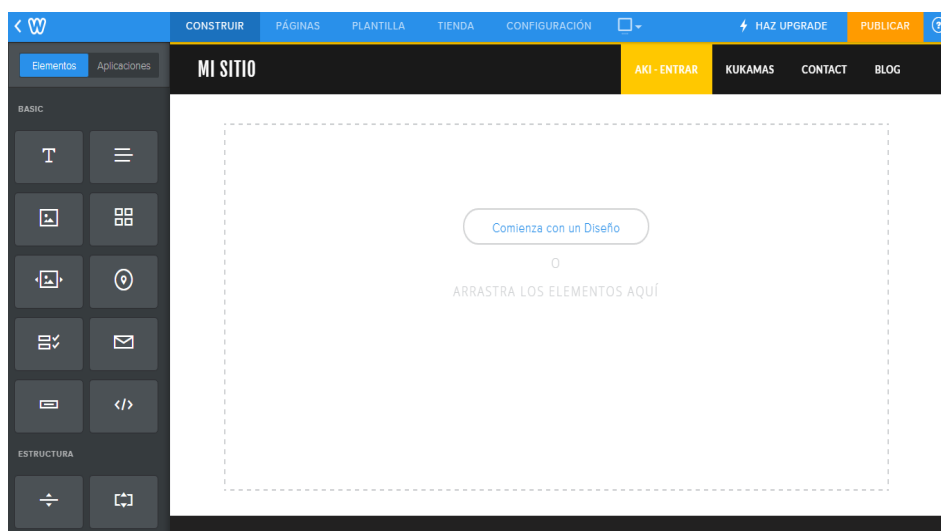 CONSTRUIR PÁGINAS PLANTILLA TIENDA CONFIGURACIÓN HAZ UPGRADE PUBLICAR
Elementos Aplicaciones
MI SITIO AKI - ENTRAR KUKAMAS CONTACT BLOG
BASIC
Comienza con un Diseño
O
ARRASTRA LOS ELEMENTOS AQUÍ
ESTRUCTURA